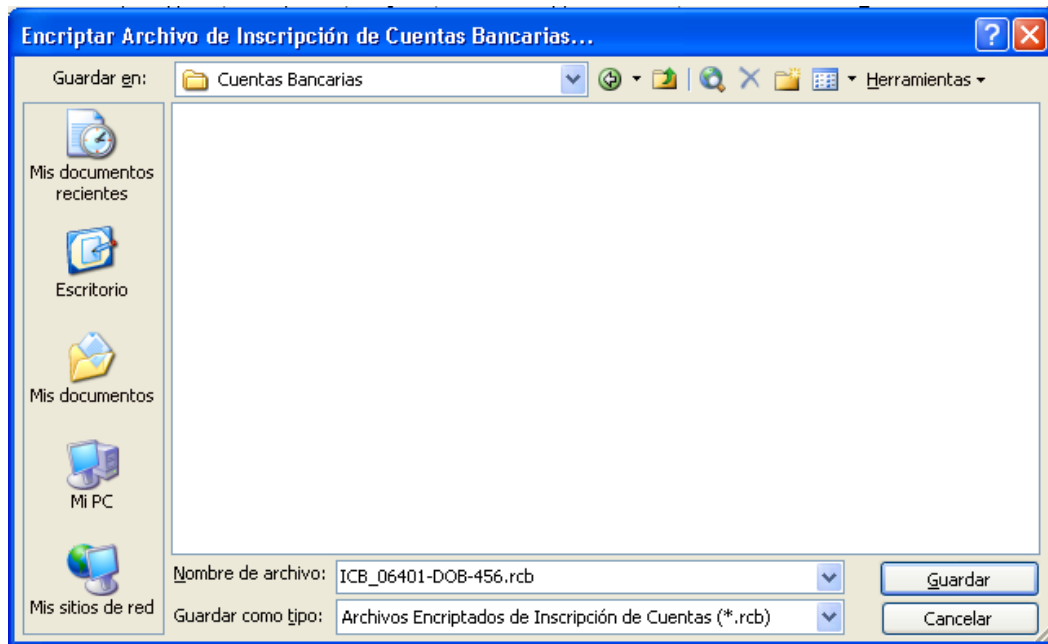 Encriptar Archivo de Inscripción de Cuentas Bancarias...
Guardar en: Cuentas Bancarias Herramientas
Mis documentos recientes
Escritorio
Mis documentos
Mi PC
Mis sitios de red
Nombre de archivo: ICB_06401-DOB-456.rcb Guardar
Guardar como tipo: Archivos Encriptados de Inscripción de Cuentas (*.rcb) Cancelar